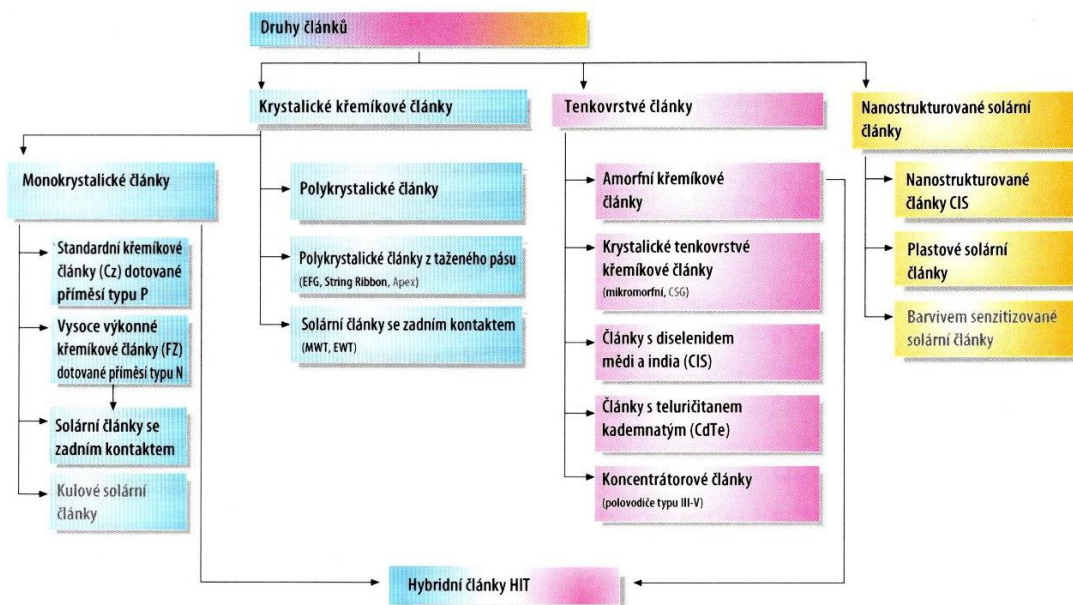 Druhy článků
Krystalické křemíkové články
Tenkovrstvé články
Nanostrukturované solární
články
Monokrystalické články
Standardní křemíkové
články (Cz) dotované
příměsí typu P
Vysoce výkonné
křemíkové články (FZ)
dotované příměsí typu N
Solární články se
zadním kontaktem
Kulové solární
články
Polykrystalické články
Polykrystalické články z taženého pásu
(EFG, String Ribbon, Apex)
Solární články se zadním kontaktem
(MWT, EWT)
Amorfní křemíkové
články
Krystalické tenkovrstvé
křemíkové články
(mikromorfní, CSG)
Články s diselenidem
mědi a india (CIS)
Články s teluričitanem
kademnatým (CdTe)
Koncentrátorové články
(polovodiče typu III-V)
Nanostrukturované
články CIS
Plastové solární
články
Barvivem senzitizované
solární články
Hybridní články HIT